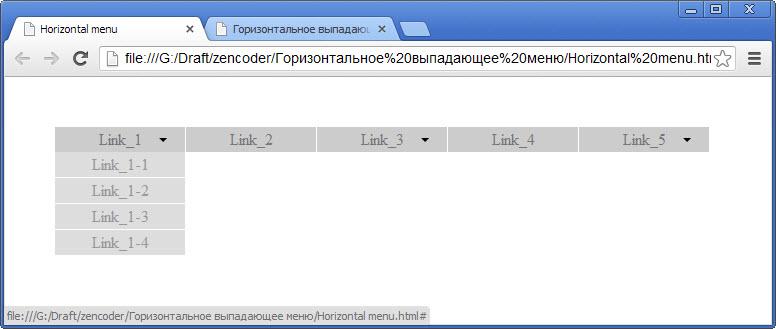 Horizontal menu
Горизонтальное выпадаю
file:///G:/Draft/zencoder/Горизонтальное%20выпадающее%20меню/Horizontal%20menu.htm
Link_1 Link_2 Link_3 Link_4 Link_5
Link_1-1
Link_1-2
Link_1-3
Link_1-4
file:///G:/Draft/zencoder/Горизонтальное выпадающее меню/Horizontal menu.html#